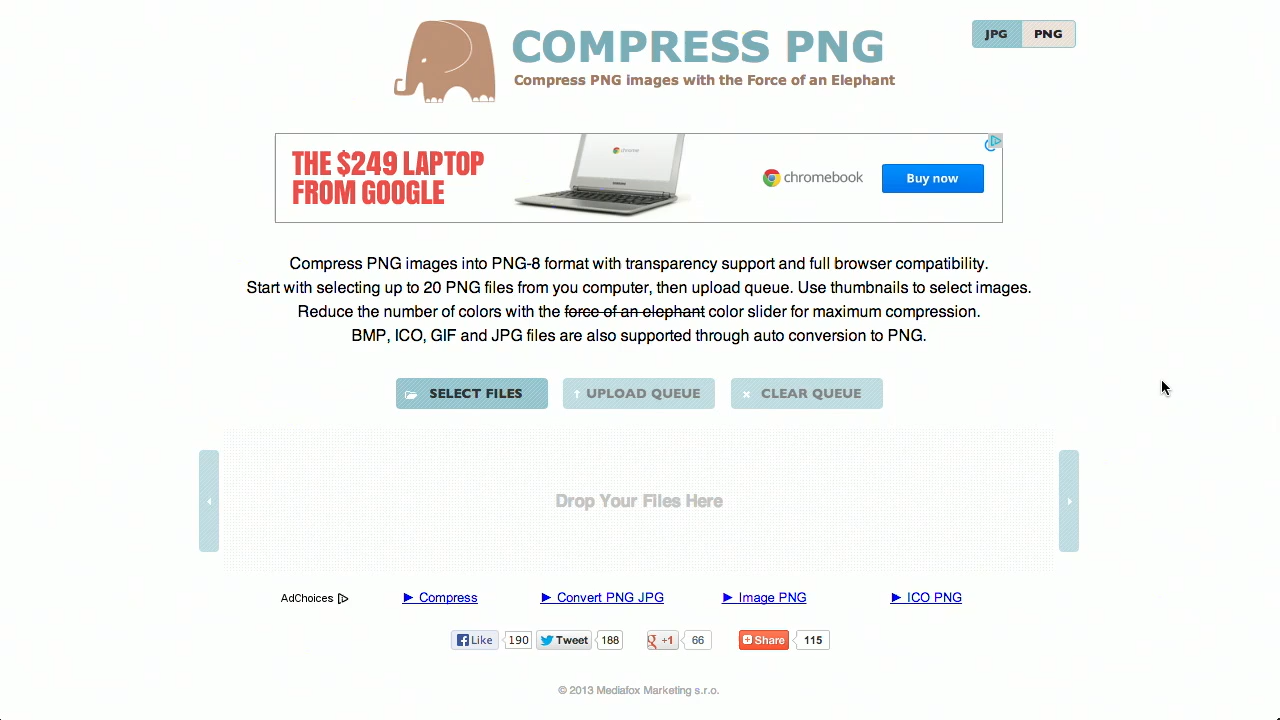 COMPRESS PNG
Compress PNG images with the Force of an Elephant
JPG PNG
THE $249 LAPTOP
FROM GOOGLE
chrome
chromebook
Buy now
Compress PNG images into PNG-8 format with transparency support and full browser compatibility.
Start with selecting up to 20 PNG files from you computer, then upload queue. Use thumbnails to select images.
Reduce the number of colors with the force of an elephant color slider for maximum compression.
BMP, ICO, GIF and JPG files are also supported through auto conversion to PNG.
SELECT FILES UPLOAD QUEUE CLEAR QUEUE
Drop Your Files Here
AdChoices Compress Convert PNG JPG Image PNG ICO PNG
Like 190 Tweet 188 +1 66 Share 115
© 2013 Mediafox Marketing s.r.o.